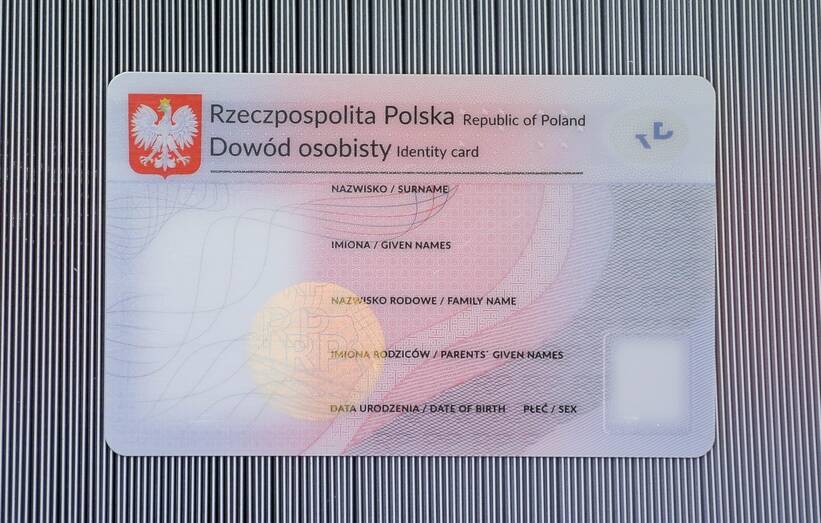 Rzeczpospolita Polska Republic of Poland
Dowód osobisty Identity card
NAZWISKO / SURNAME
IMIONA / GIVEN NAMES
NAZWISKO RODOWE / FAMILY NAME
IMIONA RODZICÓW / PARENTS´ GIVEN NAMES
DATA URODZENIA / DATE OF BIRTH PŁEĆ / SEX